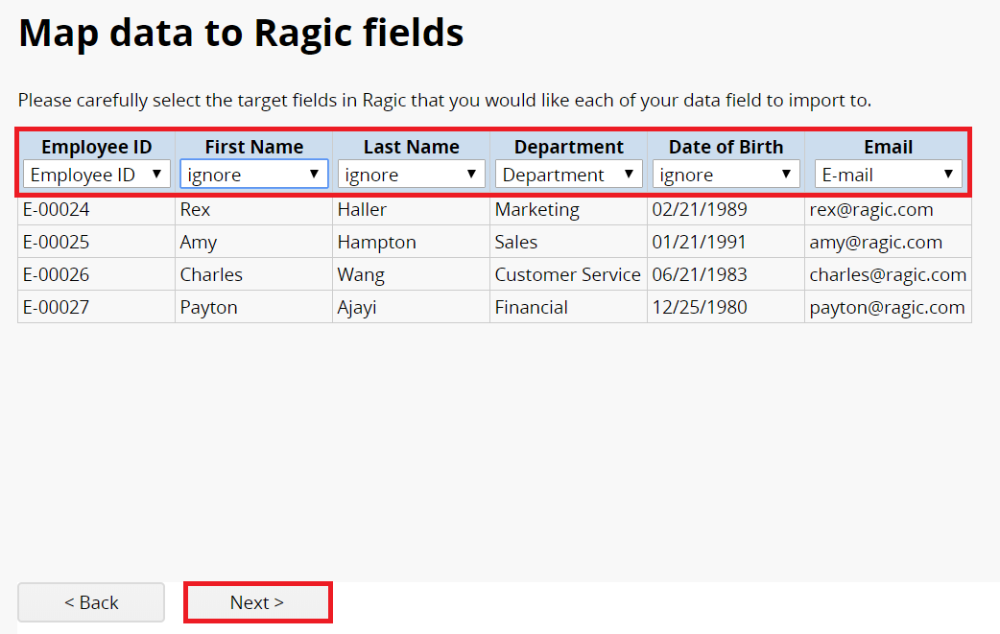 Map data to Ragic fields
Please carefully select the target fields in Ragic that you would like each of your data field to import to.
Employee ID First Name Last Name Department Date of Birth Email
Employee ID ▼ ignore ▼ ignore ▼ Department ▼ ignore ▼ E-mail ▼
E-00024 Rex Haller Marketing 02/21/1989 rex@ragic.com
E-00025 Amy Hampton Sales 01/21/1991 amy@ragic.com
E-00026 Charles Wang Customer Service 06/21/1983 charles@ragic.com
E-00027 Payton Ajayi Financial 12/25/1980 payton@ragic.com
< Back Next >